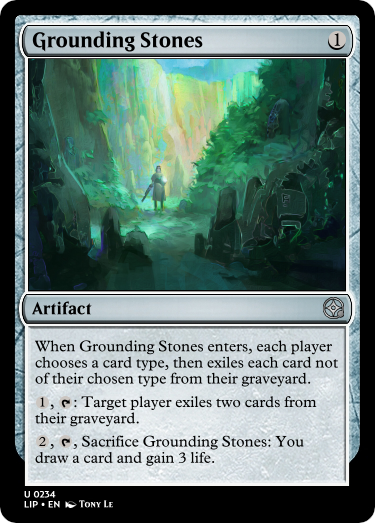 Grounding Stones 1
Artifact
When Grounding Stones enters, each player
chooses a card type, then exiles each card not
of their chosen type from their graveyard.
1, : Target player exiles two cards from
their graveyard.
2, , Sacrifice Grounding Stones: You
draw a card and gain 3 life.
U 0234
LIP • EN Tony Le